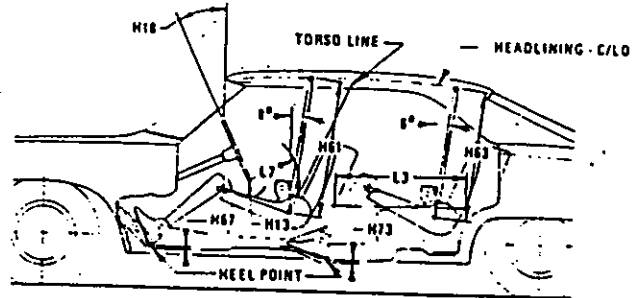 H18
TORSO LINE
HEADLINING - C/LO
8°
H61
8°
H63
L7
L3
H67
H13
H73
HEEL POINT